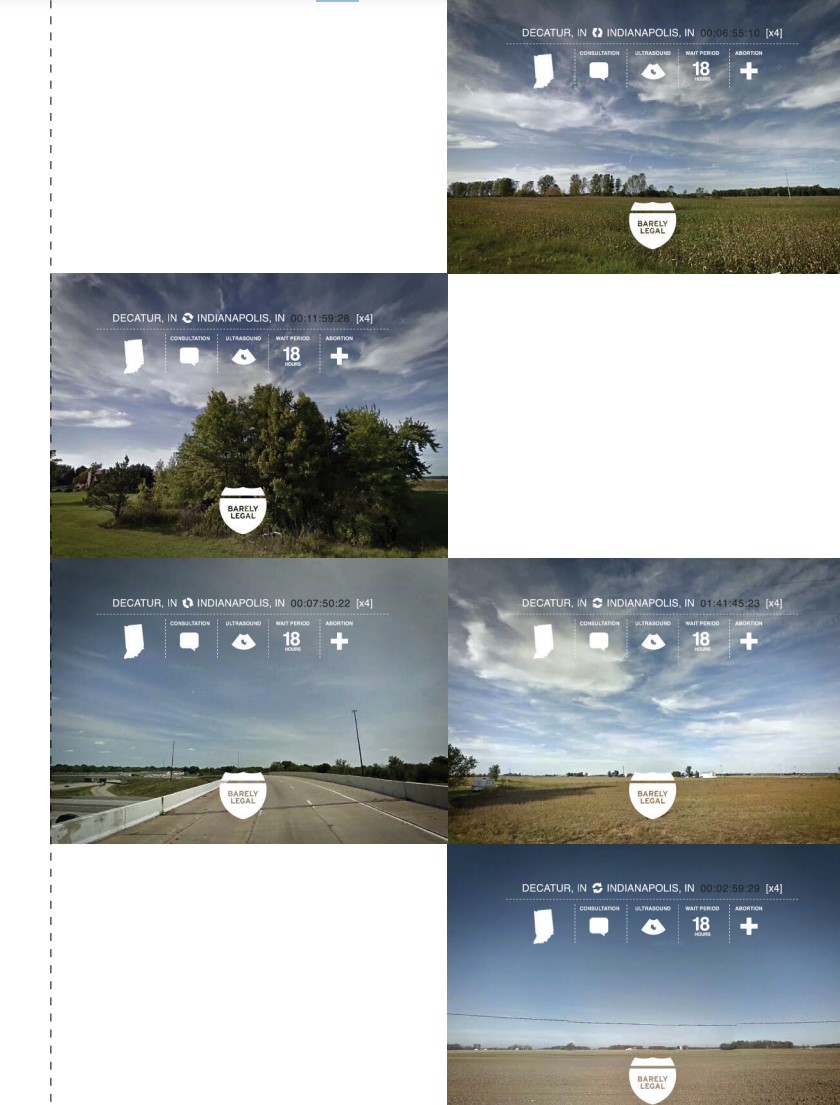 DECATUR, IN INDIANAPOLIS, IN 00:06:55:10 [x4]
CONSULTATION ULTRASOUND WAIT PERIOD ABORTION
18
HOURS
BARELY
LEGAL
DECATUR, IN INDIANAPOLIS, IN 00:11:59:28 [x4]
CONSULTATION ULTRASOUND WAIT PERIOD ABORTION
18
HOURS
BARELY
LEGAL
DECATUR, IN INDIANAPOLIS, IN 00:07:50:22 [x4]
CONSULTATION ULTRASOUND WAIT PERIOD ABORTION
18
HOURS
BARELY
LEGAL
DECATUR, IN INDIANAPOLIS, IN 01:41:45:23 [x4]
CONSULTATION ULTRASOUND WAIT PERIOD ABORTION
18
HOURS
BARELY
LEGAL
DECATUR, IN INDIANAPOLIS, IN 00:02:59:29 [x4]
CONSULTATION ULTRASOUND WAIT PERIOD ABORTION
18
HOURS
BARELY
LEGAL